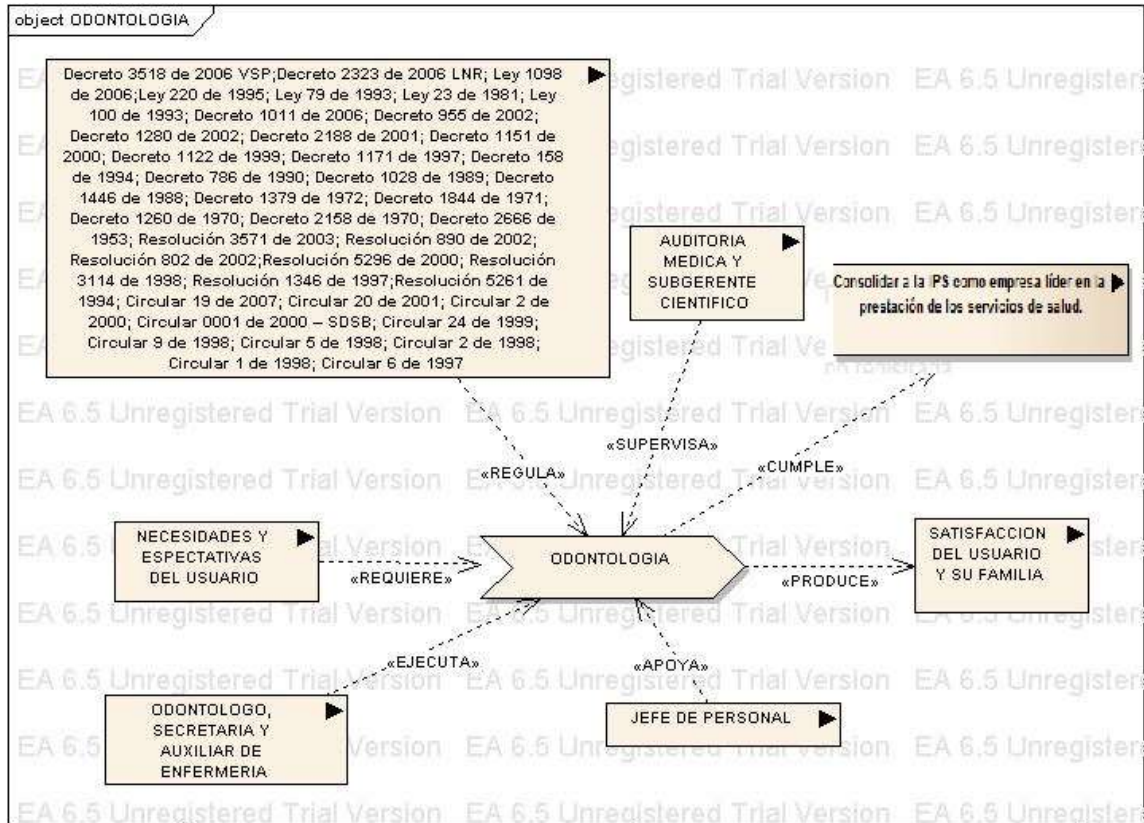 object ODONTOLOGIA
Decreto 3518 de 2006 VSP;Decreto 2323 de 2006 LNR; Ley 1098
de 2006;Ley 220 de 1995; Ley 79 de 1993; Ley 23 de 1981; Ley
100 de 1993; Decreto 1011 de 2006; Decreto 955 de 2002;
Decreto 1280 de 2002; Decreto 2188 de 2001; Decreto 1151 de
2000; Decreto 1122 de 1999; Decreto 1171 de 1997; Decreto 158
de 1994; Decreto 786 de 1990; Decreto 1028 de 1989; Decreto
1446 de 1988; Decreto 1379 de 1972; Decreto 1844 de 1971;
Decreto 1260 de 1970; Decreto 2158 de 1970; Decreto 2666 de
1953; Resolución 3571 de 2003; Resolución 890 de 2002;
Resolución 802 de 2002;Resolución 5296 de 2000; Resolución
3114 de 1998; Resolución 1346 de 1997;Resolución 5261 de
1994; Circular 19 de 2007; Circular 20 de 2001; Circular 2 de
2000; Circular 0001 de 2000 – SDSB; Circular 24 de 1999;
Circular 9 de 1998; Circular 5 de 1998; Circular 2 de 1998;
Circular 1 de 1998; Circular 6 de 1997
AUDITORIA
MEDICA Y
SUBGERENTE
CIENTIFICO
Consolidar a la IPS como empresa líder en la
prestación de los servicios de salud.
«SUPERVISA»
«REGULA»
«CUMPLE»
NECESIDADES Y
ESPECTATIVAS
DEL USUARIO
«REQUIERE»
ODONTOLOGIA
«PRODUCE»
SATISFACCION
DEL USUARIO
Y SU FAMILIA
«EJECUTA»
«APOYA»
ODONTOLOGO,
SECRETARIA Y
AUXILIAR DE
ENFERMERIA
JEFE DE PERSONAL
EA 6.5 Unregistered Trial Version EA 6.5 Unregistered Trial Version EA 6.5 Unregister